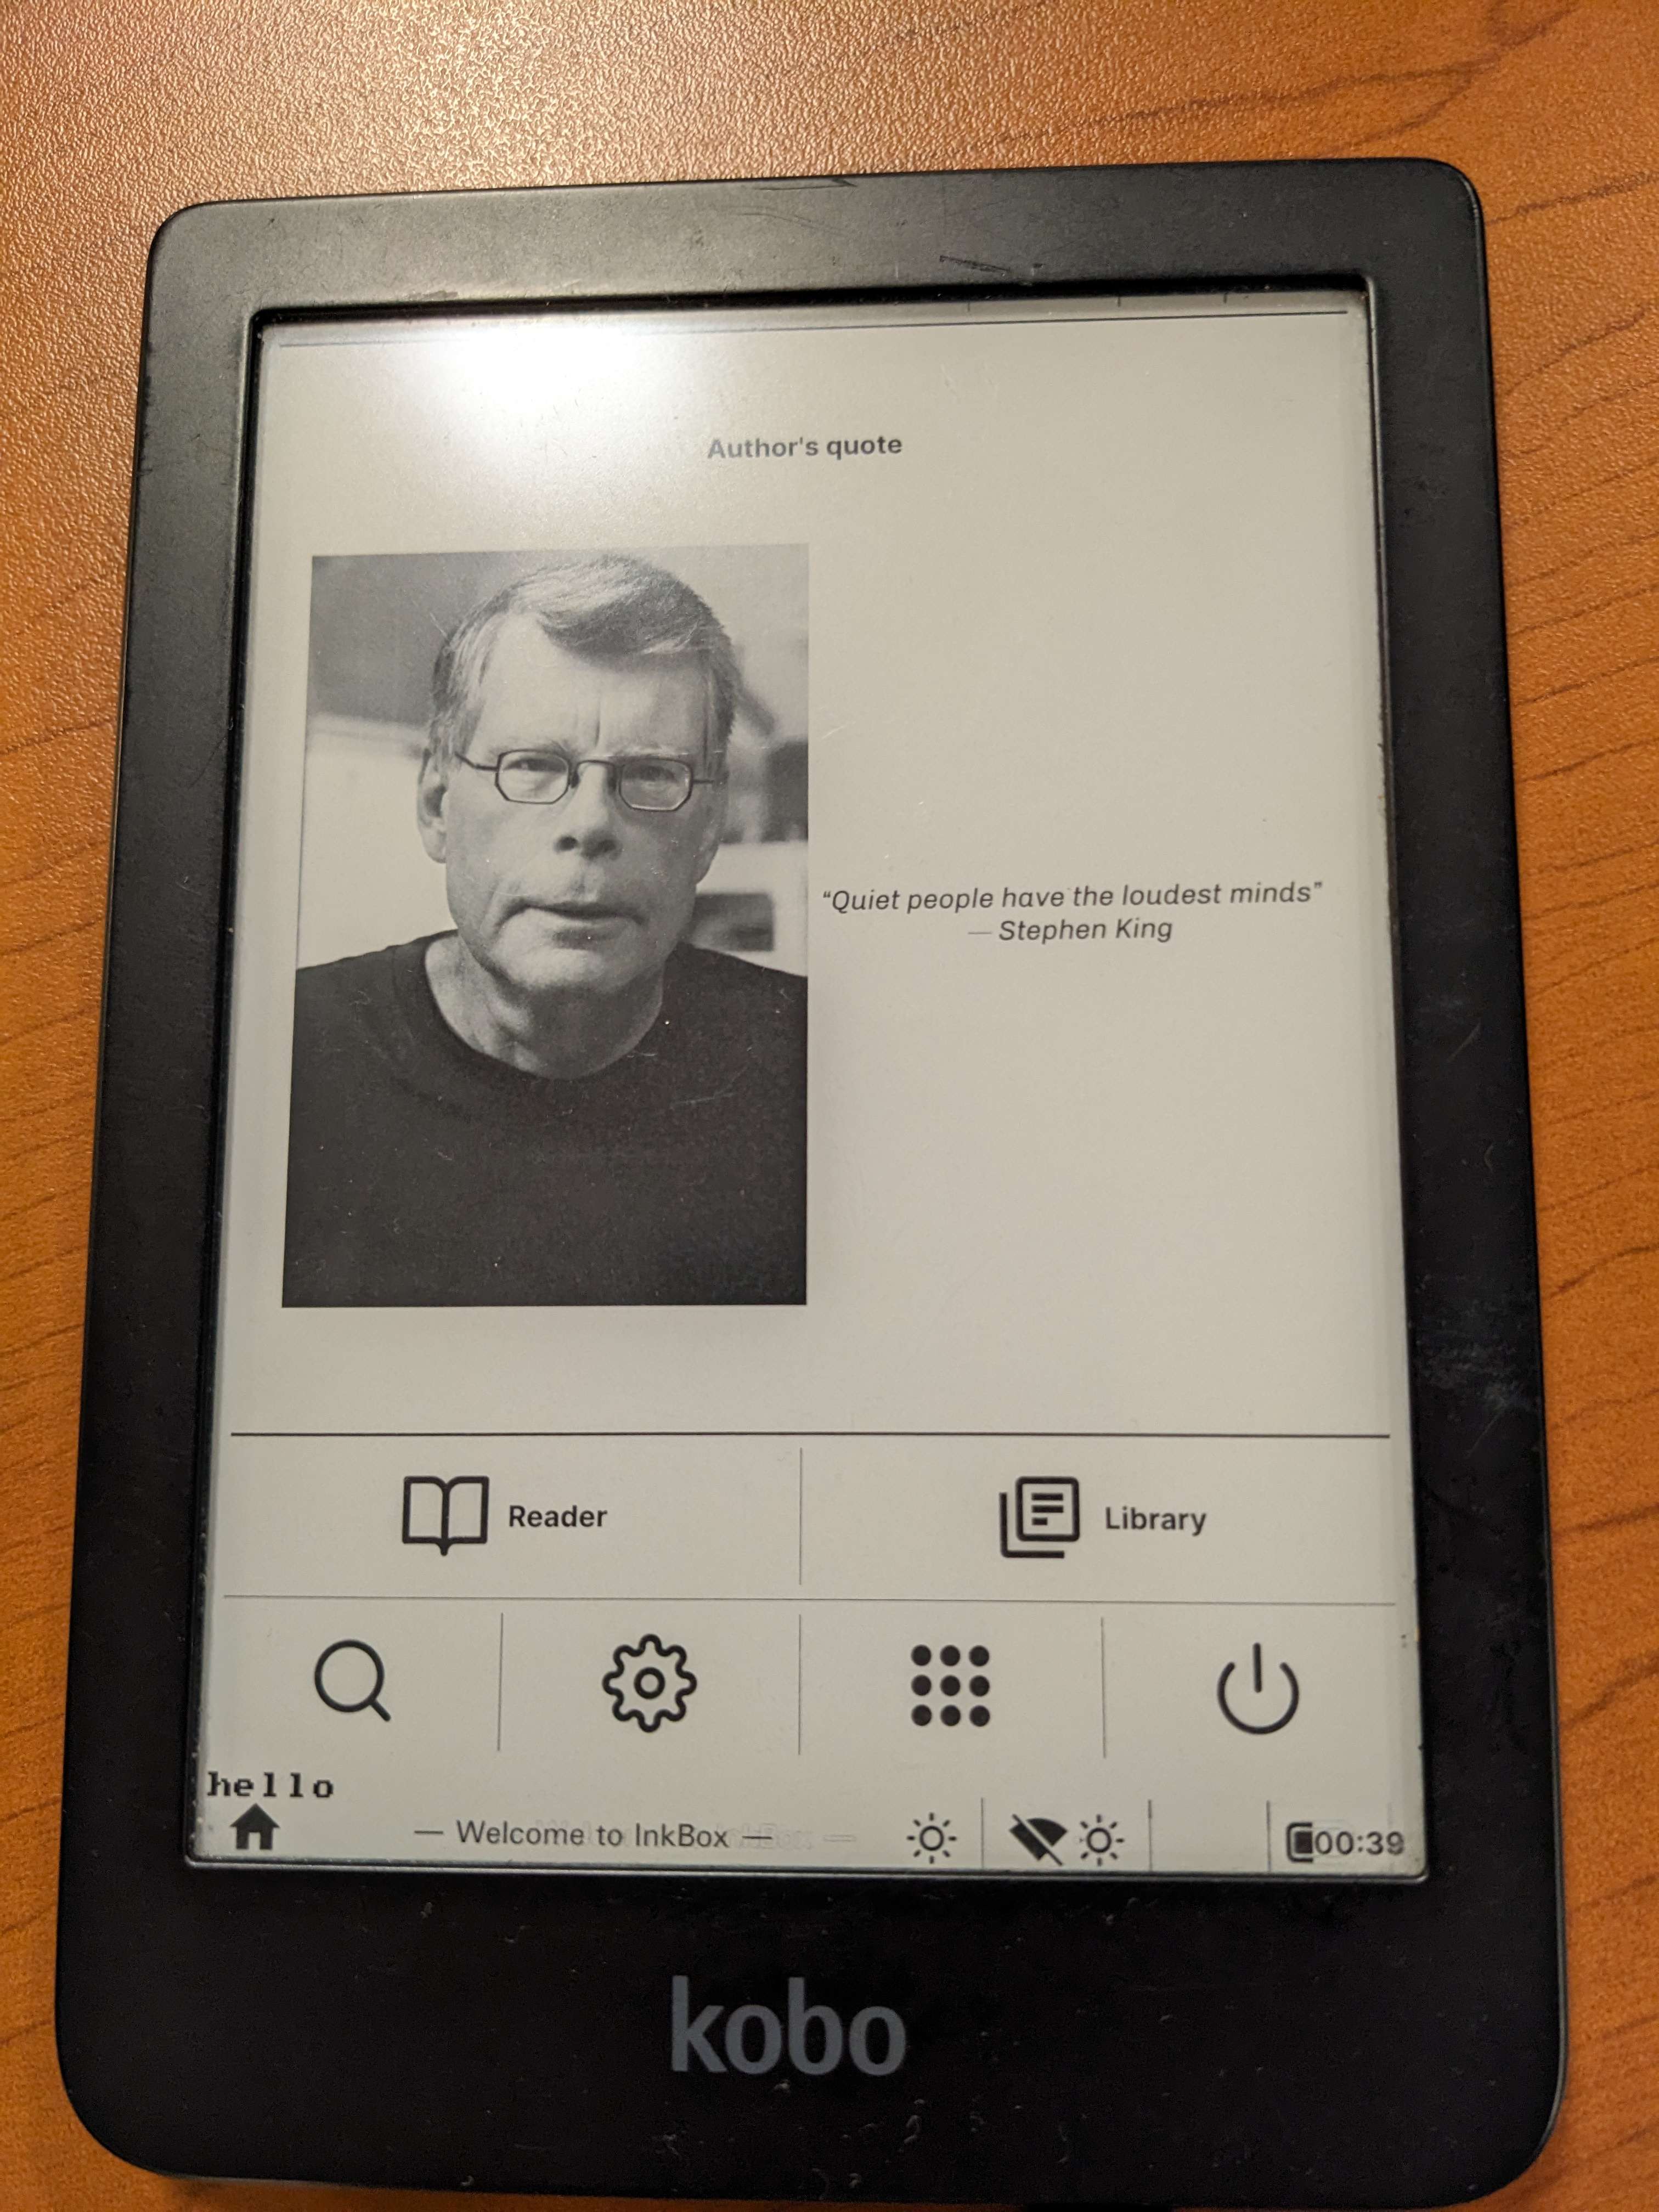 Author's quote
“Quiet people have the loudest minds”
— Stephen King
Reader
Library
hello
— Welcome to InkBox —
00:39
kobo